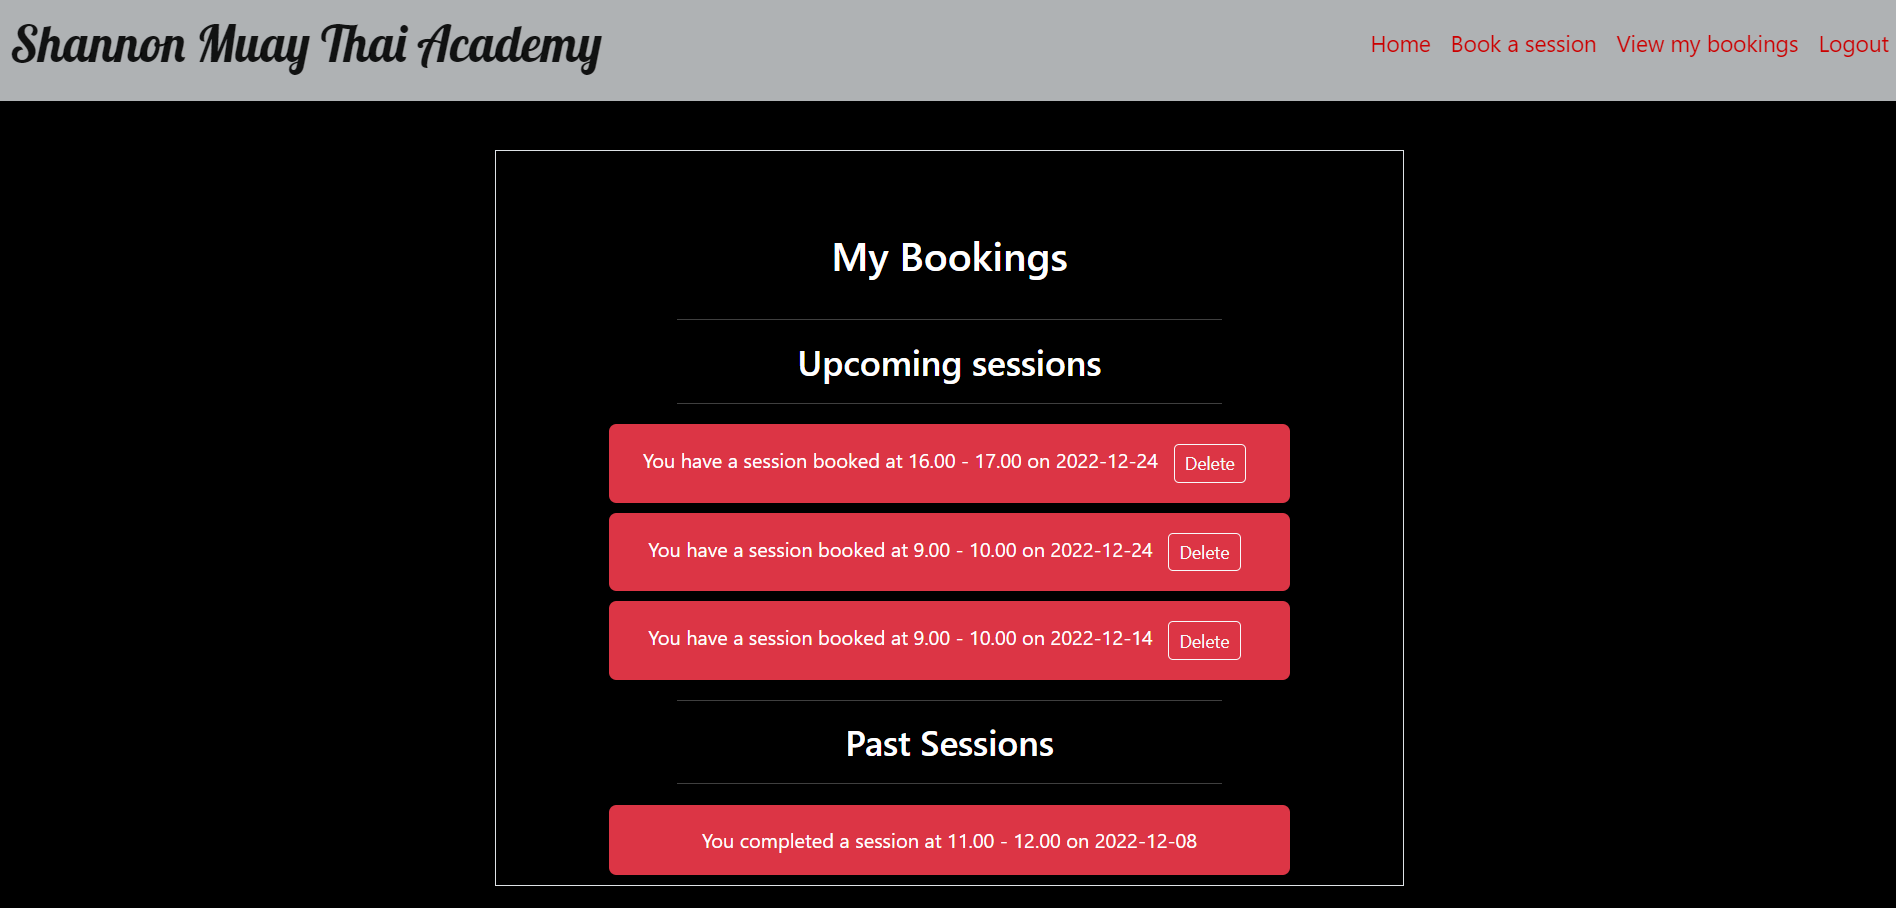 Shannon Muay Thai Academy
Home Book a session View my bookings Logout
My Bookings
Upcoming sessions
You have a session booked at 16.00 - 17.00 on 2022-12-24 Delete
You have a session booked at 9.00 - 10.00 on 2022-12-24 Delete
You have a session booked at 9.00 - 10.00 on 2022-12-14 Delete
Past Sessions
You completed a session at 11.00 - 12.00 on 2022-12-08